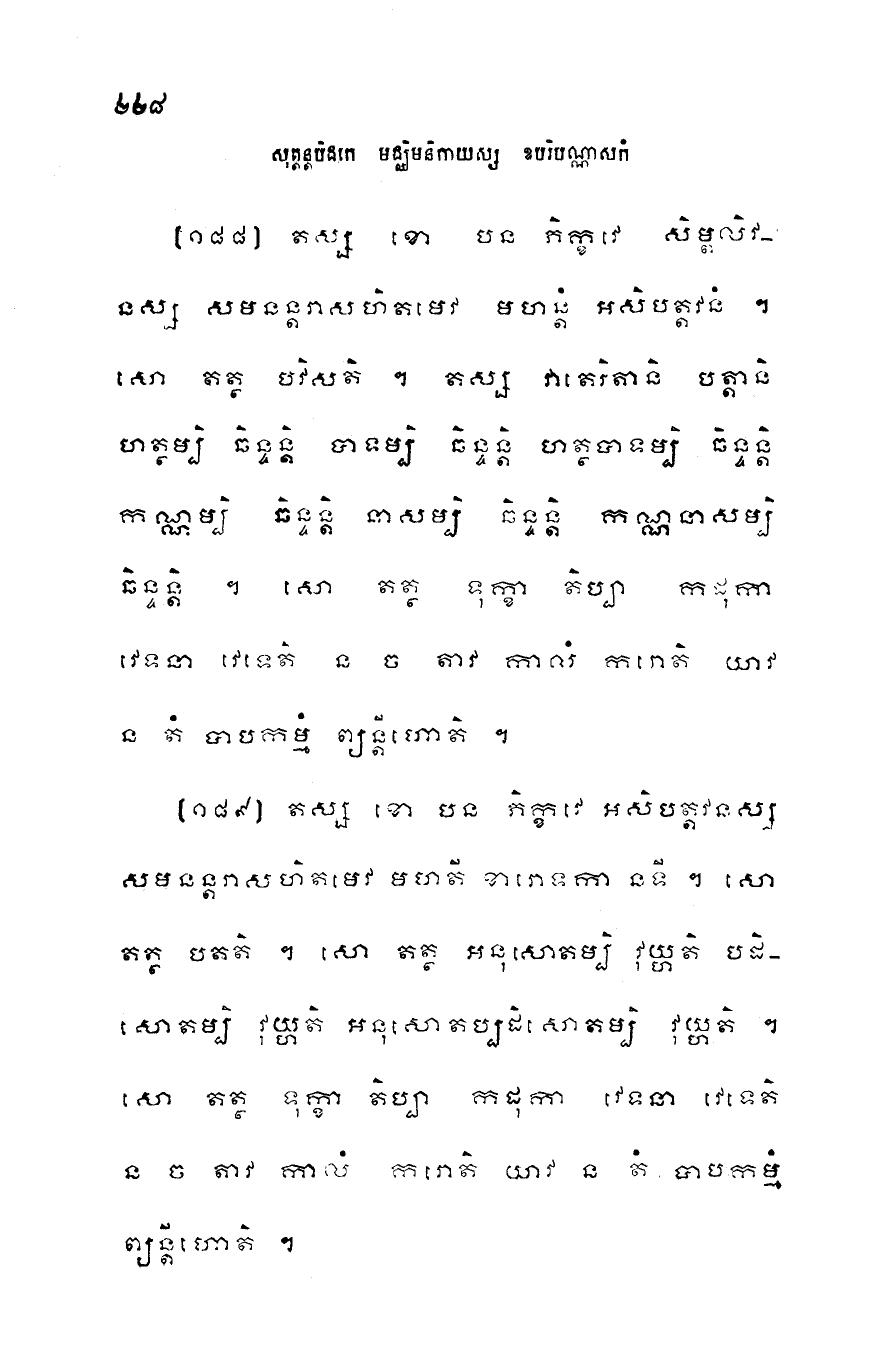 ២២៨
សុត្តន្តបិដកេ មជ្ឈិមនិកាយស្ស ឧបរិបណ្ណាសកំ
(១៨៨) តស្ស ខោ បន ភិក្ខវេ សិម្ពលិវ-
នស្ស សមនន្តរាសហិតមេវ មហន្តំ អសិបត្តវនំ ។
សោ តត្ថ បវិសតិ ។ តស្ស វាតេរិតានិ បត្តានិ
ហត្ថម្បិ ឆិន្ទន្តិ បាទម្បិ ឆិន្ទន្តិ ហត្ថបាទម្បិ ឆិន្ទន្តិ
កណ្ណម្បិ ឆិន្ទន្តិ នាសម្បិ ឆិន្ទន្តិ កណ្ណនាសម្បិ
ឆិន្ទន្តិ ។ សោ តត្ថ ទុក្ខា តិប្បា កដុកា
វេទនា វេទេតិ ន ច តាវ កាលំ ករោតិ យាវ
ន តំ បាបកម្មំ ព្យន្តីហោតិ ។
(១៨៩) តស្ស ខោ បន ភិក្ខវេ អសិបត្តវនស្ស
សមនន្តរាសហិតមេវ មហតី ខារោទកា នទី ។ សោ
តត្ថ បតតិ ។ សោ តត្ថ អនុសោតម្បិ វុយ្ហតិ បដិ-
សោតម្បិ វុយ្ហតិ អនុសោតប្បដិសោតម្បិ វុយ្ហតិ ។
សោ តត្ថ ទុក្ខា តិប្បា កដុកា វេទនា វេទេតិ
ន ច តាវ កាលំ ករោតិ យាវ ន តំ បាបកម្មំ
ព្យន្តីហោតិ ។